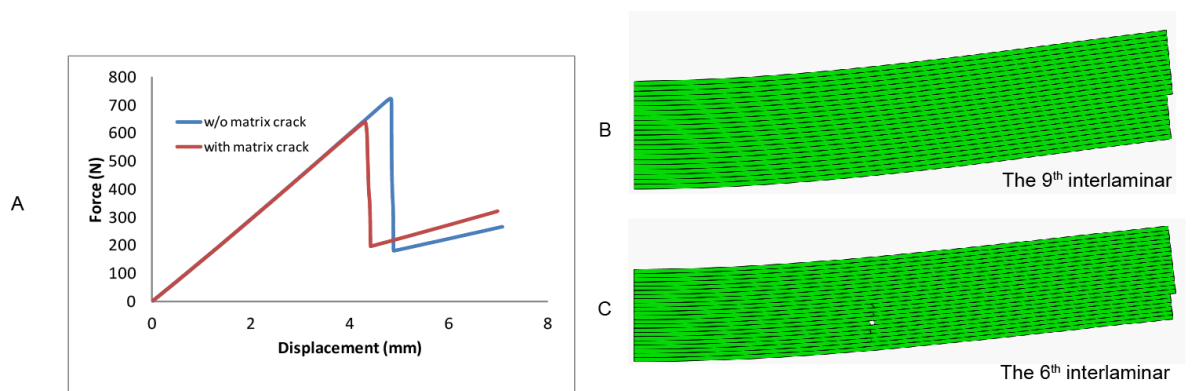 A
800
700
600
500
400
300
200
100
0
Force (N)
w/o matrix crack
with matrix crack
0 2 4 6 8
Displacement (mm)
B
The 9th interlaminar
C
The 6th interlaminar